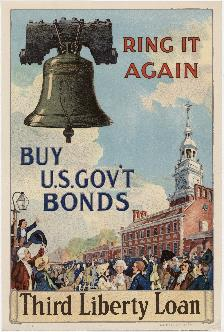 RING IT
AGAIN
BUY
U.S. GOV'T
BONDS
Third Liberty Loan